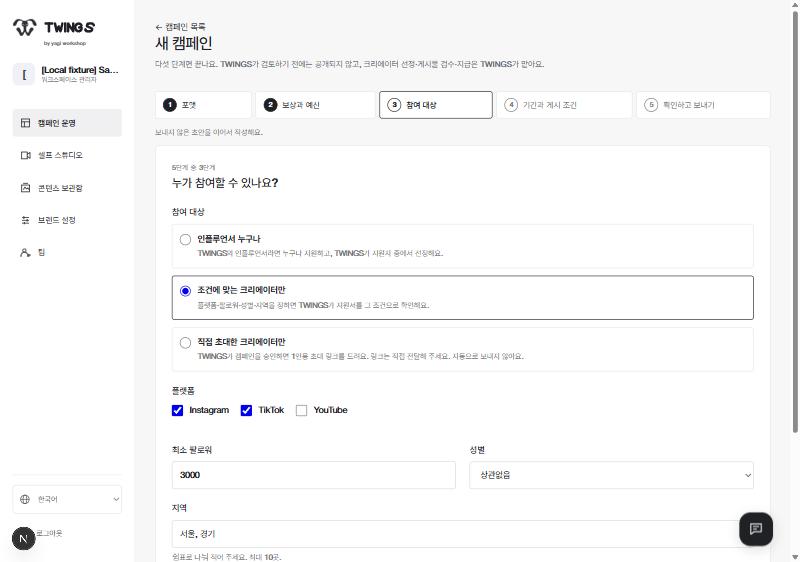 TWINGS
by yagi workshop
[ [Local fixture] Sa...
워크스페이스 관리자
캠페인 운영
셀프 스튜디오
콘텐츠 보관함
브랜드 설정
팀
한국어
N 로그아웃
← 캠페인 목록
새 캠페인
다섯 단계면 끝나요. TWINGS가 검토하기 전에는 공개되지 않고, 크리에이터 선정·게시물 검수·지급은 TWINGS가 맡아요.
1 포맷
2 보상과 예산
3 참여 대상
4 기간과 게시 조건
5 확인하고 보내기
보내지 않은 초안을 이어서 작성해요.
5단계 중 3단계
누가 참여할 수 있나요?
참여 대상
인플루언서 누구나
TWINGS의 인플루언서라면 누구나 지원하고, TWINGS가 지원자 중에서 선정해요.
조건에 맞는 크리에이터만
플랫폼·팔로워·성별·지역을 정하면 TWINGS가 지원서를 그 조건으로 확인해요.
직접 초대한 크리에이터만
TWINGS가 캠페인을 승인하면 1인용 초대 링크를 드려요. 링크는 직접 전달해 주세요. 자동으로 보내지 않아요.
플랫폼
Instagram TikTok YouTube
최소 팔로워
3000
성별
상관없음
지역
서울, 경기
쉼표로 나눠 적어 주세요. 최대 10곳.